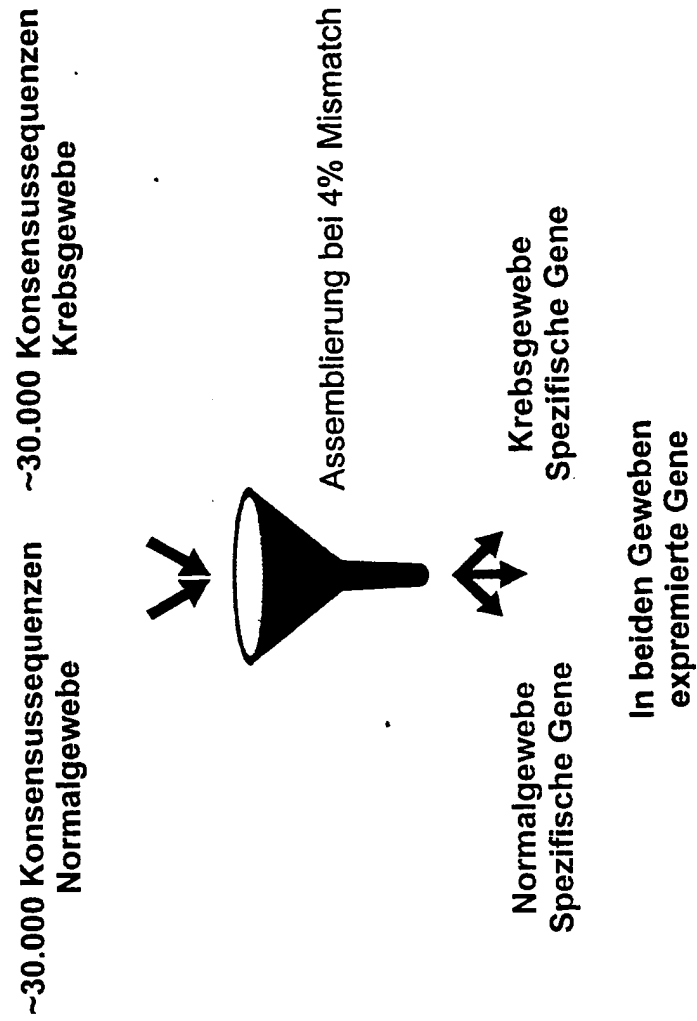 ~30.000 Konsensussequenzen
Normalgewebe
~30.000 Konsensussequenzen
Krebsgewebe
Assemblierung bei 4% Mismatch
Normalgewebe
Spezifische Gene
Krebsgewebe
Spezifische Gene
In beiden Geweben
expremierte Gene